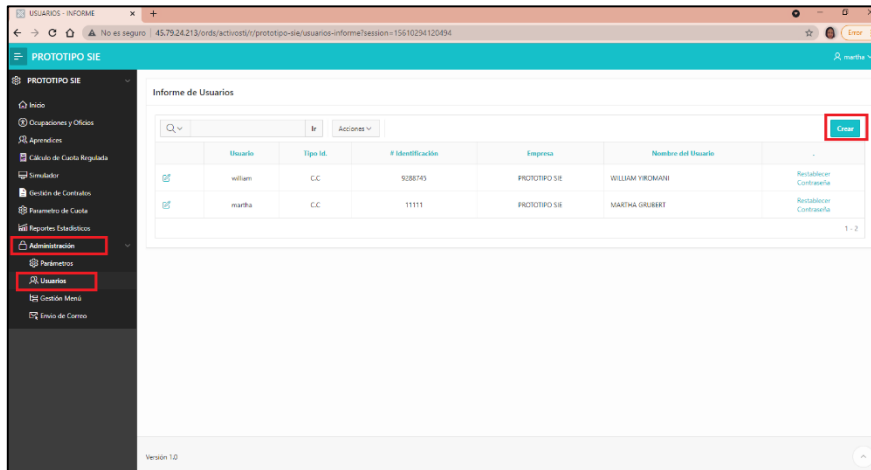 USUARIOS - INFORME
No es seguro 45.79.24.213/ords/activosti/r/prototipo-sie/usuarios-informe?session=15610294120494
Error
PROTOTIPO SIE
martha
PROTOTIPO SIE
Inicio
Ocupaciones y Oficios
Aprendices
Cálculo de Cuota Regulada
Simulador
Gestión de Contratos
Parametro de Cuota
Reportes Estadisticos
Administración
Parámetros
Usuarios
Gestión Menú
Envio de Correo
Informe de Usuarios
Ir Acciones Crear
Usuario Tipo Id. # Identificación Empresa Nombre del Usuario .
william C.C 9288745 PROTOTIPO SIE WILLIAM VIROMANI Restablecer Contraseña
martha C.C 11111 PROTOTIPO SIE MARTHA GRUBERT Restablecer Contraseña
1 - 2
Versión 1.0